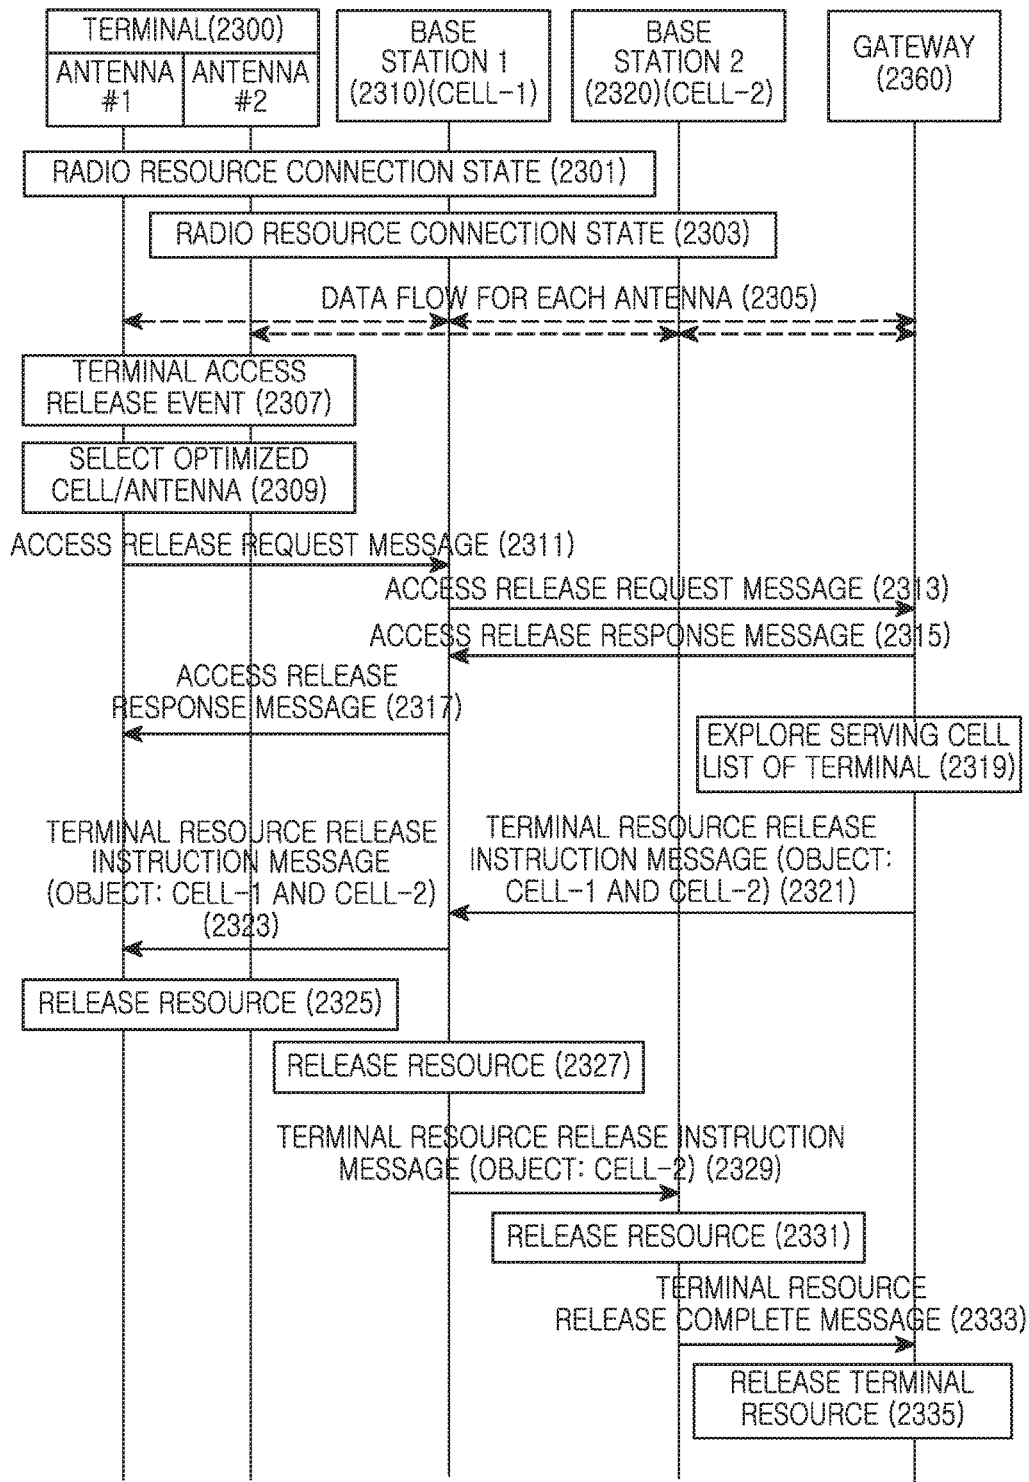 TERMINAL(2300)
ANTENNA
#1
ANTENNA
#2
BASE
STATION 1
(2310)(CELL-1)
BASE
STATION 2
(2320)(CELL-2)
GATEWAY
(2360)
RADIO RESOURCE CONNECTION STATE (2301)
RADIO RESOURCE CONNECTION STATE (2303)
DATA FLOW FOR EACH ANTENNA (2305)
TERMINAL ACCESS
RELEASE EVENT (2307)
SELECT OPTIMIZED
CELL/ANTENNA (2309)
ACCESS RELEASE REQUEST MESSAGE (2311)
ACCESS RELEASE REQUEST MESSAGE (2313)
ACCESS RELEASE RESPONSE MESSAGE (2315)
ACCESS RELEASE
RESPONSE MESSAGE (2317)
EXPLORE SERVING CELL
LIST OF TERMINAL (2319)
TERMINAL RESOURCE RELEASE
INSTRUCTION MESSAGE (OBJECT:
CELL-1 AND CELL-2) (2321)
TERMINAL RESOURCE RELEASE
INSTRUCTION MESSAGE
(OBJECT: CELL-1 AND CELL-2)
(2323)
RELEASE RESOURCE (2325)
RELEASE RESOURCE (2327)
TERMINAL RESOURCE RELEASE INSTRUCTION
MESSAGE (OBJECT: CELL-2) (2329)
RELEASE RESOURCE (2331)
TERMINAL RESOURCE
RELEASE COMPLETE MESSAGE (2333)
RELEASE TERMINAL
RESOURCE (2335)